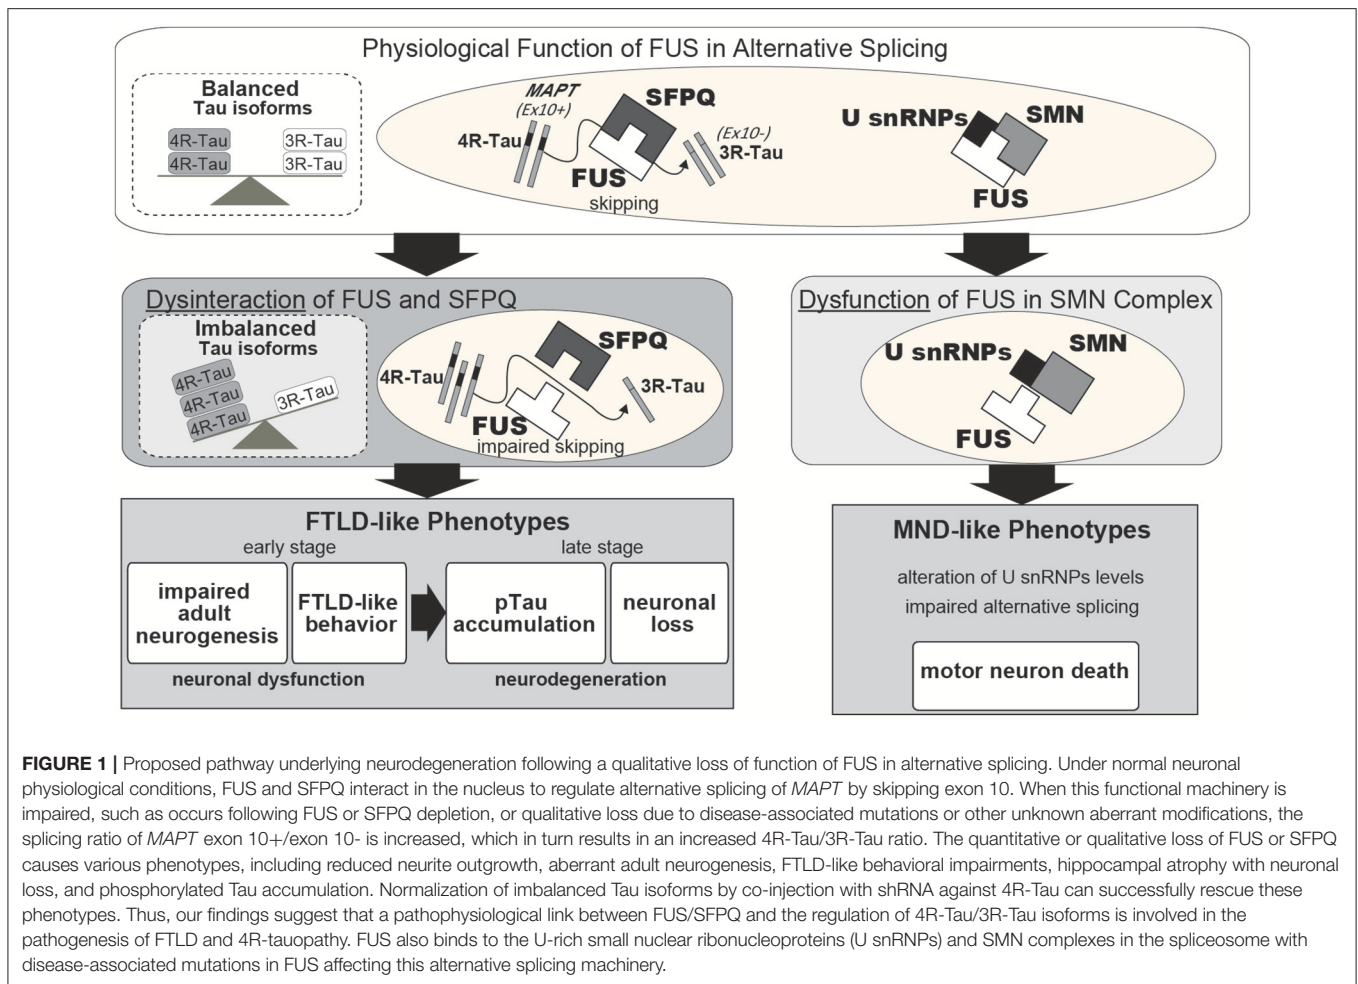 Physiological Function of FUS in Alternative Splicing
Balanced
Tau isoforms
4R-Tau
4R-Tau
3R-Tau
3R-Tau
MAPT
(Ex10+)
4R-Tau
SFPQ
FUS
skipping
(Ex10-)
3R-Tau
U snRNPs
SMN
FUS
Dysinteraction of FUS and SFPQ
Imbalanced
Tau isoforms
4R-Tau
4R-Tau
4R-Tau
3R-Tau
4R-Tau
SFPQ
3R-Tau
FUS
impaired skipping
Dysfunction of FUS in SMN Complex
U snRNPs
SMN
FUS
FTLD-like Phenotypes
early stage
late stage
impaired
adult
neurogenesis
FTLD-like
behavior
pTau
accumulation
neuronal
loss
neuronal dysfunction
neurodegeneration
MND-like Phenotypes
alteration of U snRNPs levels
impaired alternative splicing
motor neuron death
FIGURE 1 | Proposed pathway underlying neurodegeneration following a qualitative loss of function of FUS in alternative splicing. Under normal neuronal
physiological conditions, FUS and SFPQ interact in the nucleus to regulate alternative splicing of MAPT by skipping exon 10. When this functional machinery is
impaired, such as occurs following FUS or SFPQ depletion, or qualitative loss due to disease-associated mutations or other unknown aberrant modifications, the
splicing ratio of MAPT exon 10+/exon 10- is increased, which in turn results in an increased 4R-Tau/3R-Tau ratio. The quantitative or qualitative loss of FUS or SFPQ
causes various phenotypes, including reduced neurite outgrowth, aberrant adult neurogenesis, FTLD-like behavioral impairments, hippocampal atrophy with neuronal
loss, and phosphorylated Tau accumulation. Normalization of imbalanced Tau isoforms by co-injection with shRNA against 4R-Tau can successfully rescue these
phenotypes. Thus, our findings suggest that a pathophysiological link between FUS/SFPQ and the regulation of 4R-Tau/3R-Tau isoforms is involved in the
pathogenesis of FTLD and 4R-tauopathy. FUS also binds to the U-rich small nuclear ribonucleoproteins (U snRNPs) and SMN complexes in the spliceosome with
disease-associated mutations in FUS affecting this alternative splicing machinery.